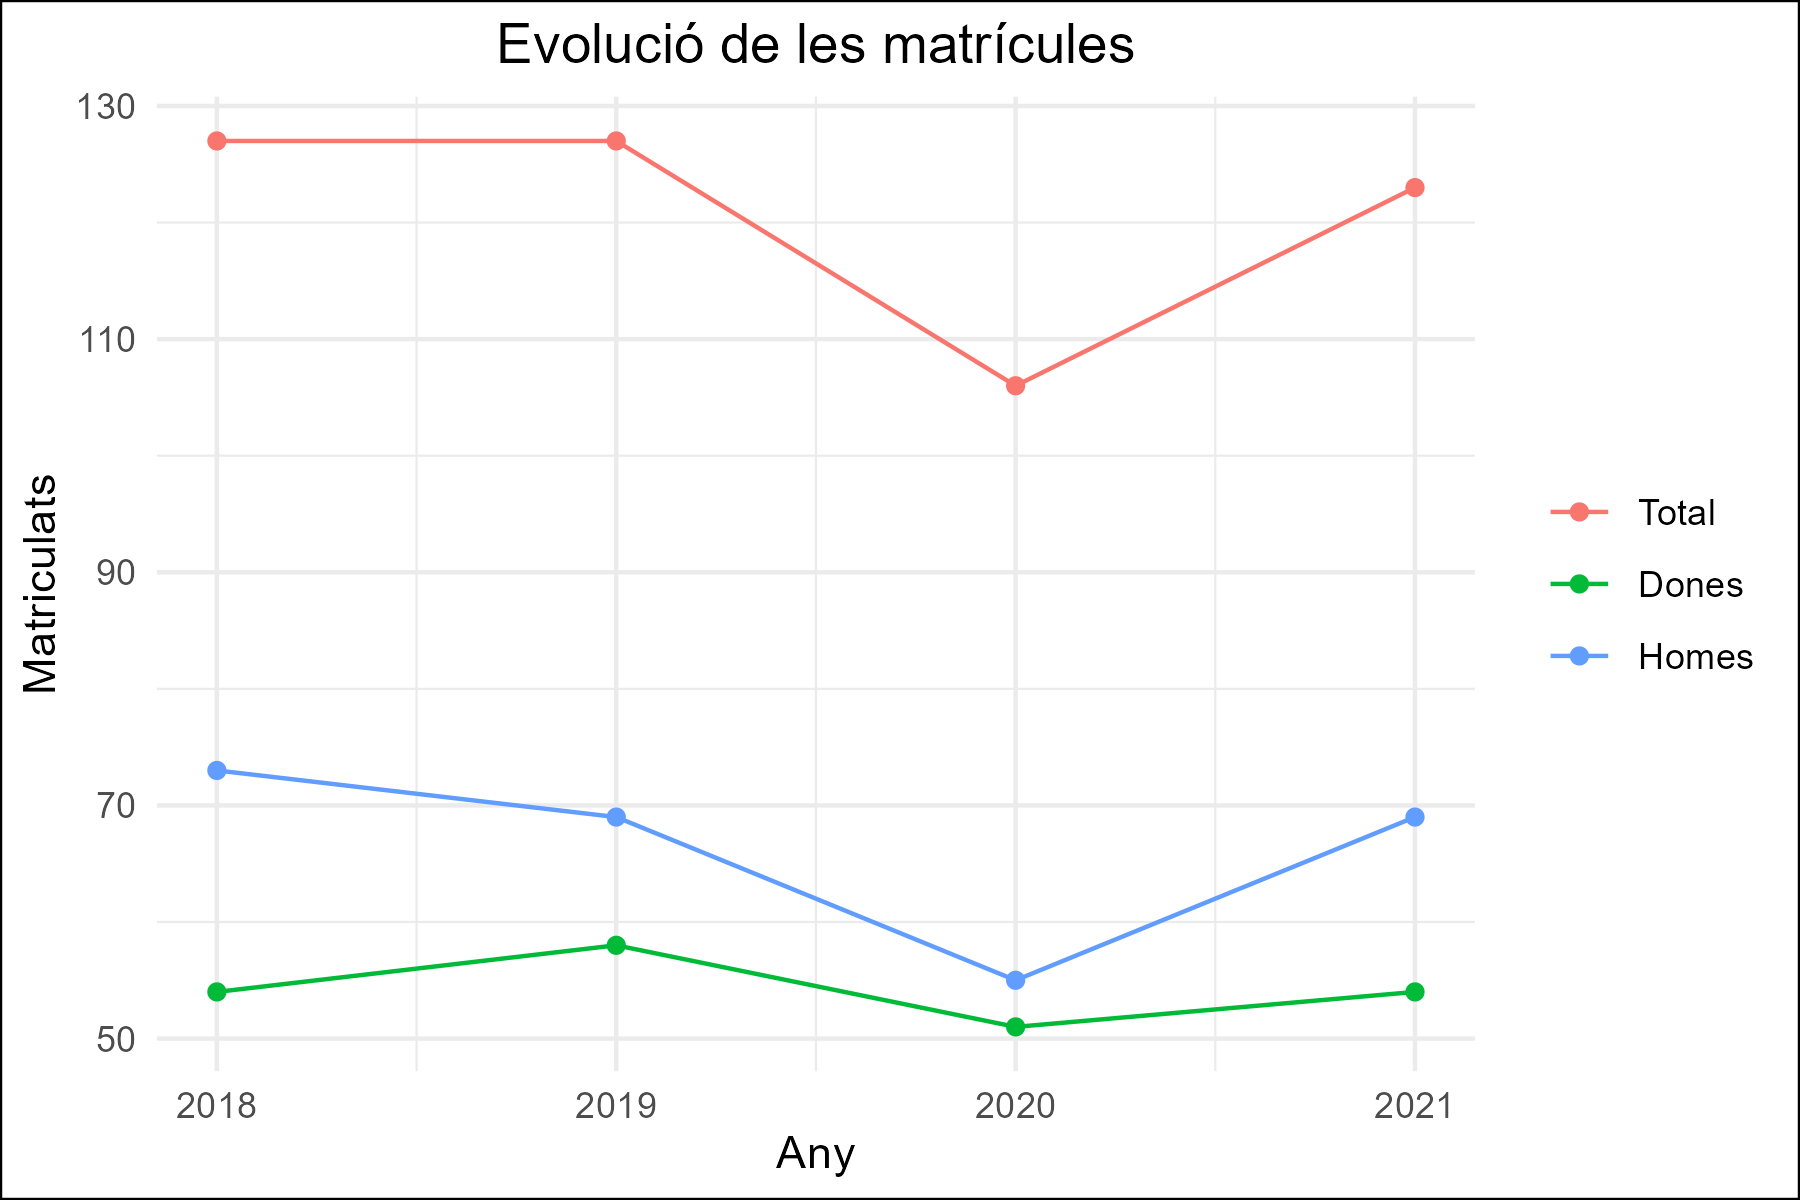 Evolució de les matrícules
130
110
90
70
50
Matriculats
2018 2019 2020 2021
Any
Total
Dones
Homes